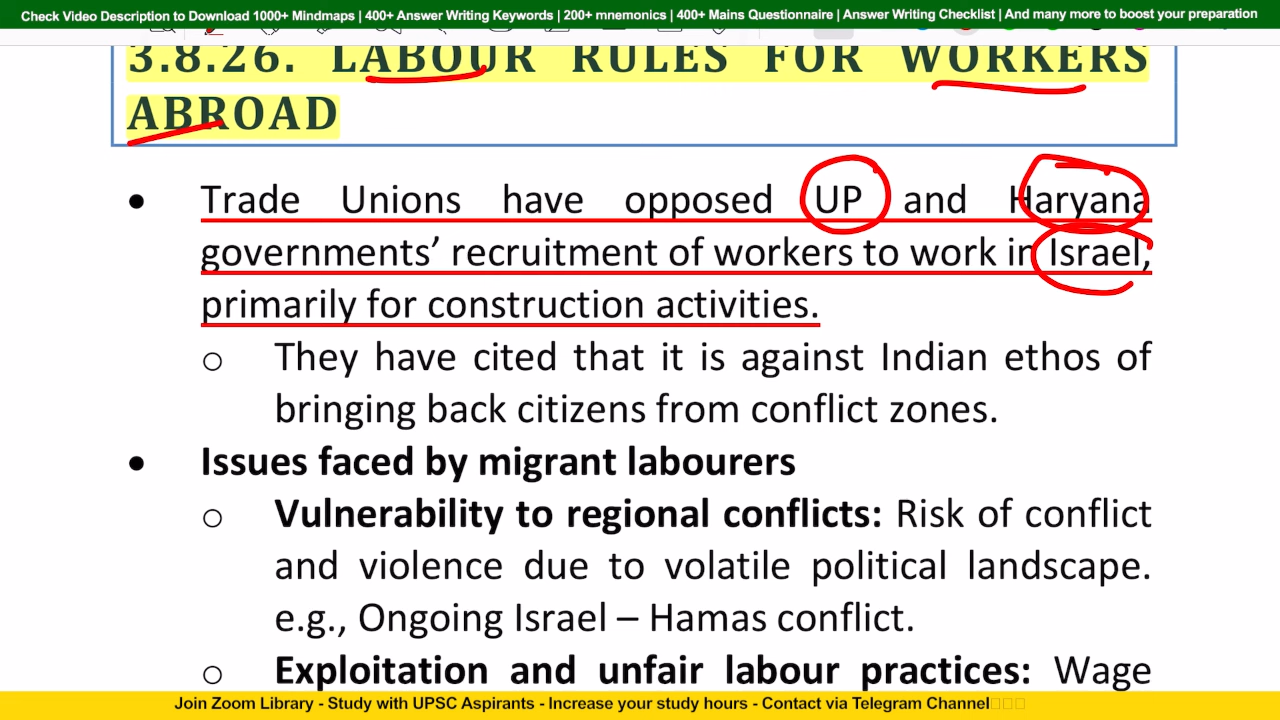 Check Video Description to Download 1000+ Mindmaps | 400+ Answer Writing Keywords | 200+ mnemonics | 400+ Mains Questionnaire | Answer Writing Checklist | And many more to boost your preparation
3.8.26. LABOUR RULES FOR WORKERS
ABROAD
• Trade Unions have opposed UP and Haryana
governments’ recruitment of workers to work in Israel,
primarily for construction activities.
o They have cited that it is against Indian ethos of
bringing back citizens from conflict zones.
• Issues faced by migrant labourers
o Vulnerability to regional conflicts: Risk of conflict
and violence due to volatile political landscape.
e.g., Ongoing Israel – Hamas conflict.
o Exploitation and unfair labour practices: Wage
Join Zoom Library - Study with UPSC Aspirants - Increase your study hours - Contact via Telegram Channel